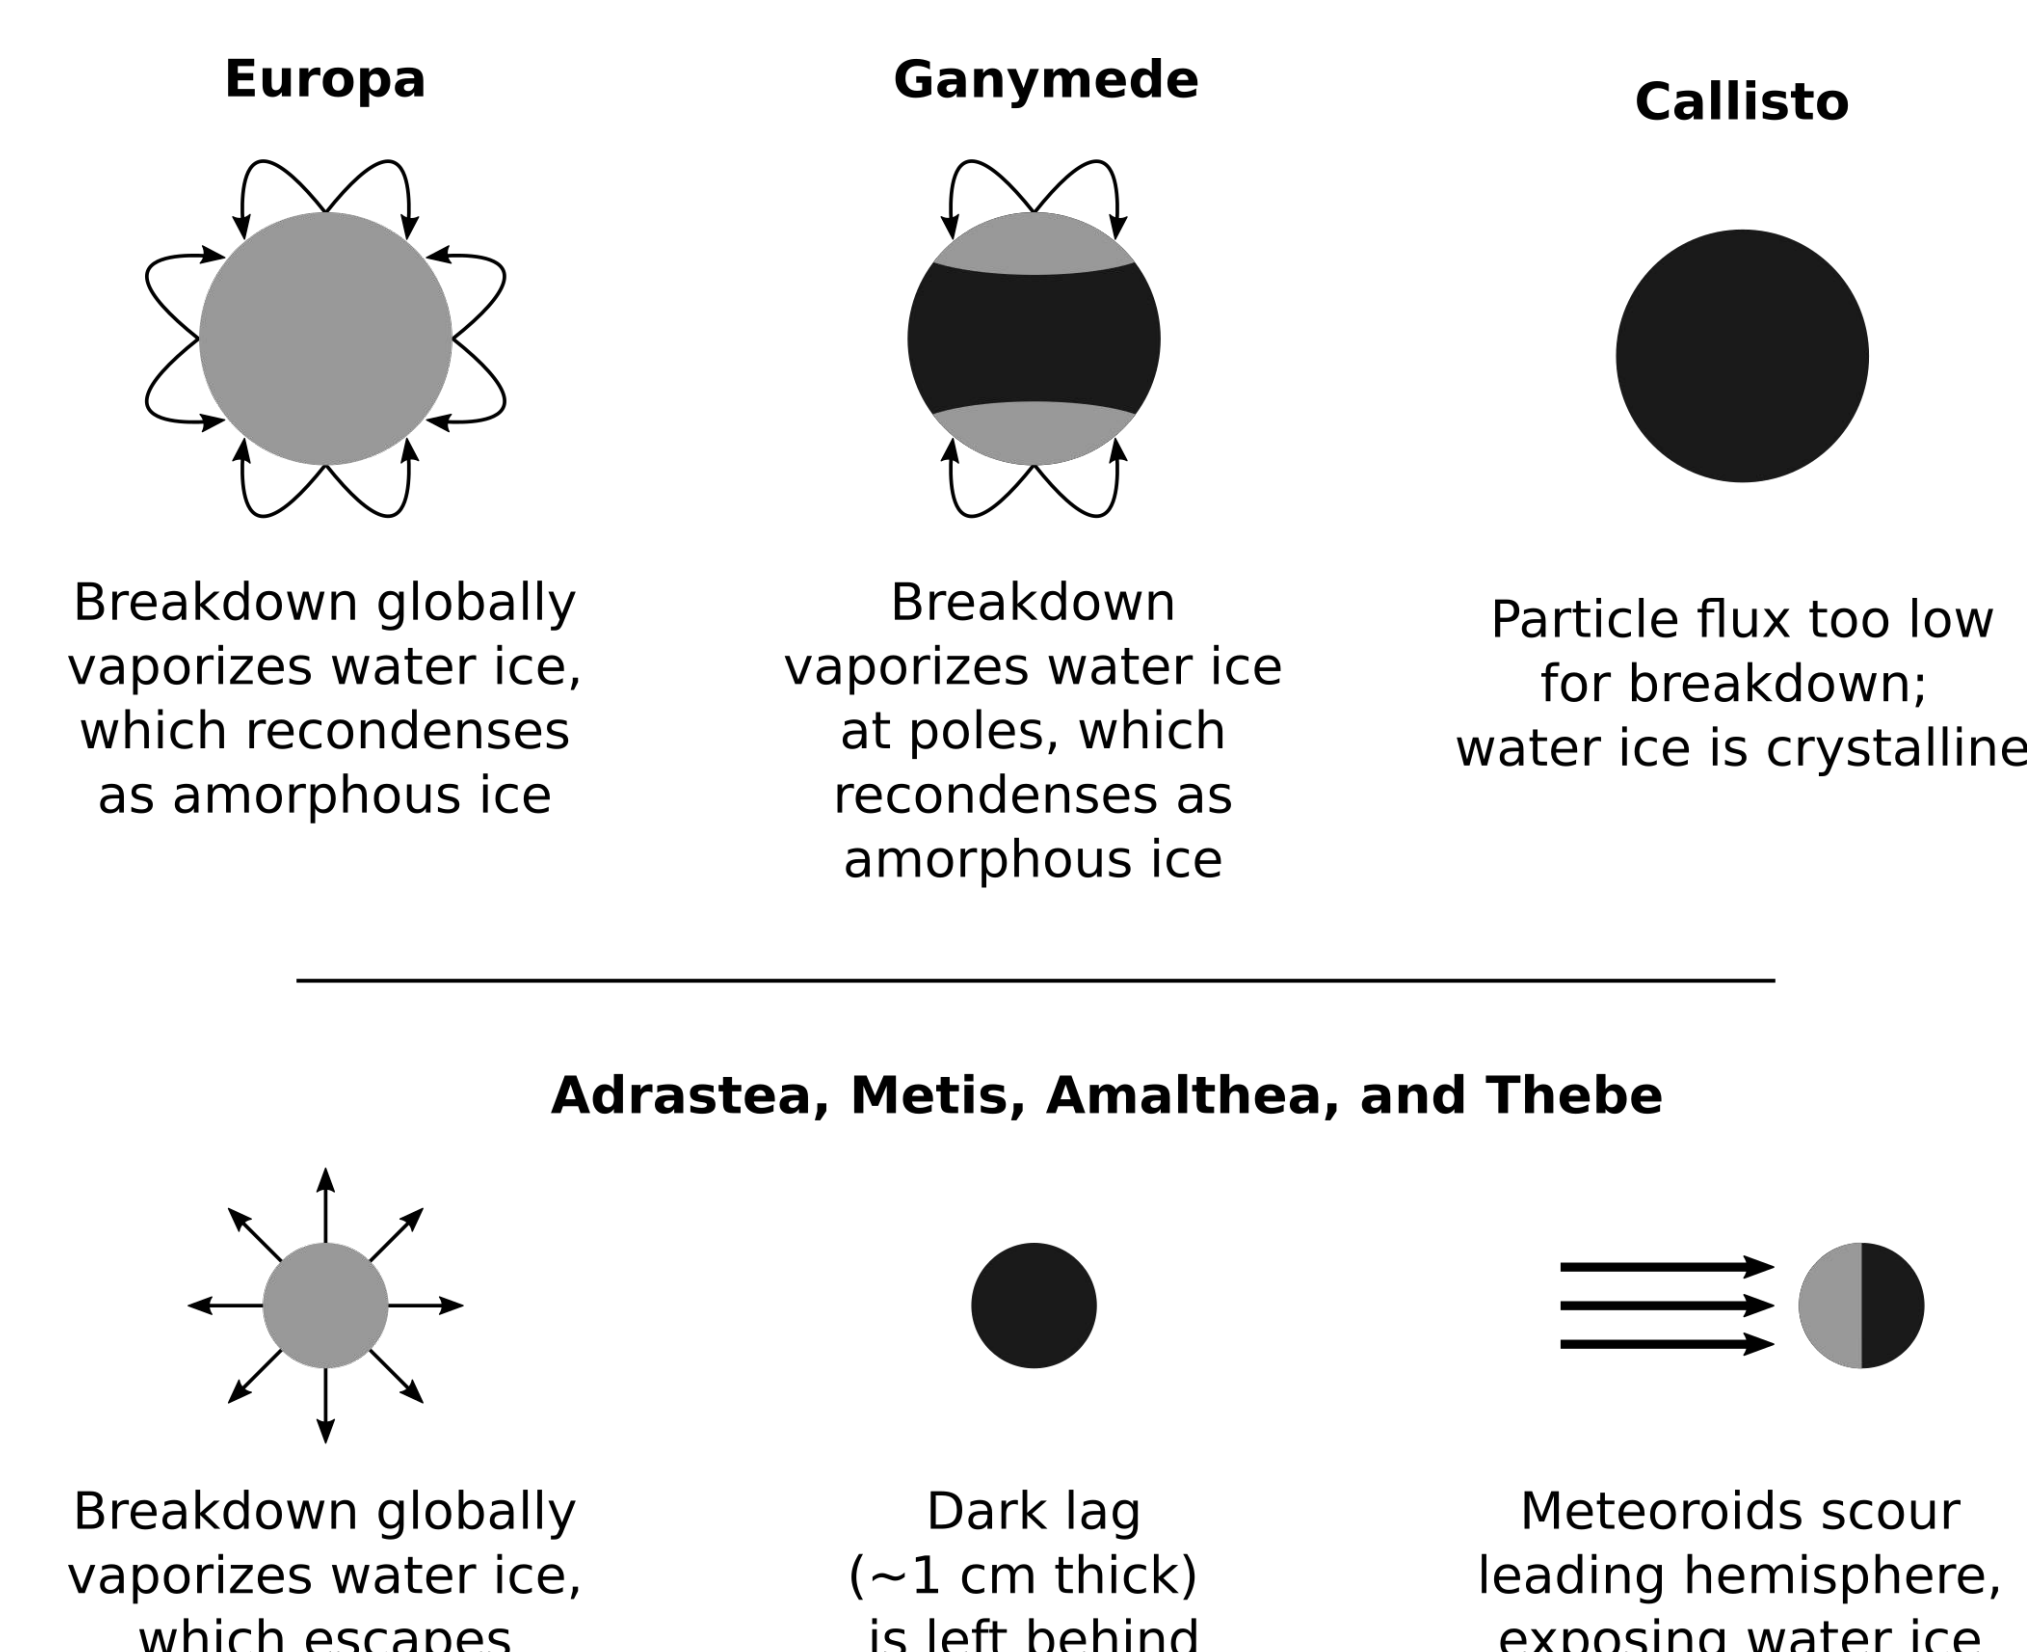 Europa
Breakdown globally
vaporizes water ice,
which recondenses
as amorphous ice
Ganymede
Breakdown
vaporizes water ice
at poles, which
recondenses as
amorphous ice
Callisto
Particle flux too low
for breakdown;
water ice is crystalline
Adrastea, Metis, Amalthea, and Thebe
Breakdown globally
vaporizes water ice,
which escapes
Dark lag
(~1 cm thick)
is left behind
Meteoroids scour
leading hemisphere,
exposing water ice